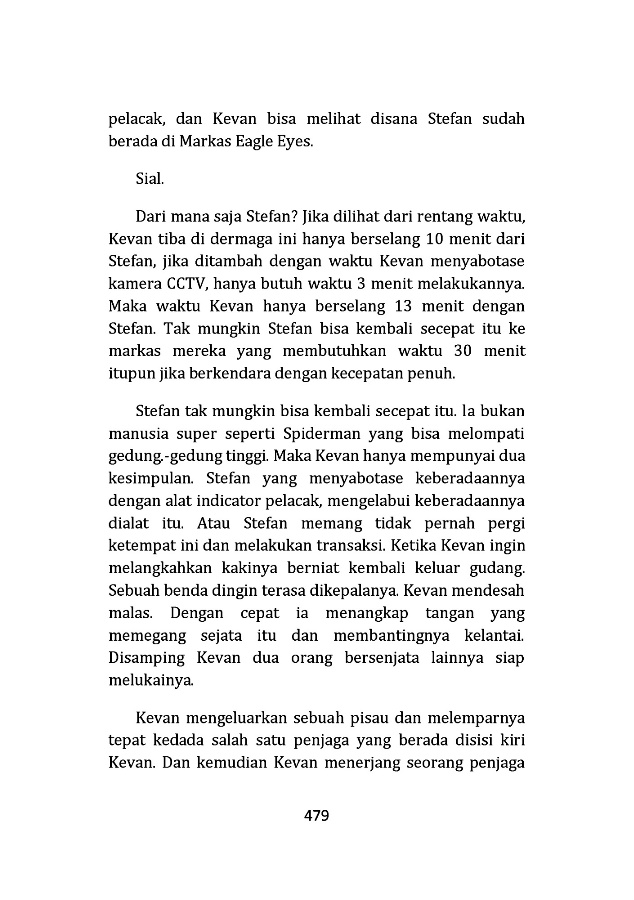 pelacak, dan Kevan bisa melihat disana Stefan sudah
berada di Markas Eagle Eyes.
Sial.
Dari mana saja Stefan? Jika dilihat dari rentang waktu,
Kevan tiba di dermaga ini hanya berselang 10 menit dari
Stefan, jika ditambah dengan waktu Kevan menyabotase
kamera CCTV, hanya butuh waktu 3 menit melakukannya.
Maka waktu Kevan hanya berselang 13 menit dengan
Stefan. Tak mungkin Stefan bisa kembali secepat itu ke
markas mereka yang membutuhkan waktu 30 menit
itupun jika berkendara dengan kecepatan penuh.
Stefan tak mungkin bisa kembali secepat itu. Ia bukan
manusia super seperti Spiderman yang bisa melompati
gedung.-gedung tinggi. Maka Kevan hanya mempunyai dua
kesimpulan. Stefan yang menyabotase keberadaannya
dengan alat indicator pelacak, mengelabui keberadaannya
dialat itu. Atau Stefan memang tidak pernah pergi
ketempat ini dan melakukan transaksi. Ketika Kevan ingin
melangkahkan kakinya berniat kembali keluar gudang.
Sebuah benda dingin terasa dikepalanya. Kevan mendesah
malas. Dengan cepat ia menangkap tangan yang
memegang sejata itu dan membantingnya kelantai.
Disamping Kevan dua orang bersenjata lainnya siap
melukainya.
Kevan mengeluarkan sebuah pisau dan melemparnya
tepat kedada salah satu penjaga yang berada disisi kiri
Kevan. Dan kemudian Kevan menerjang seorang penjaga
479